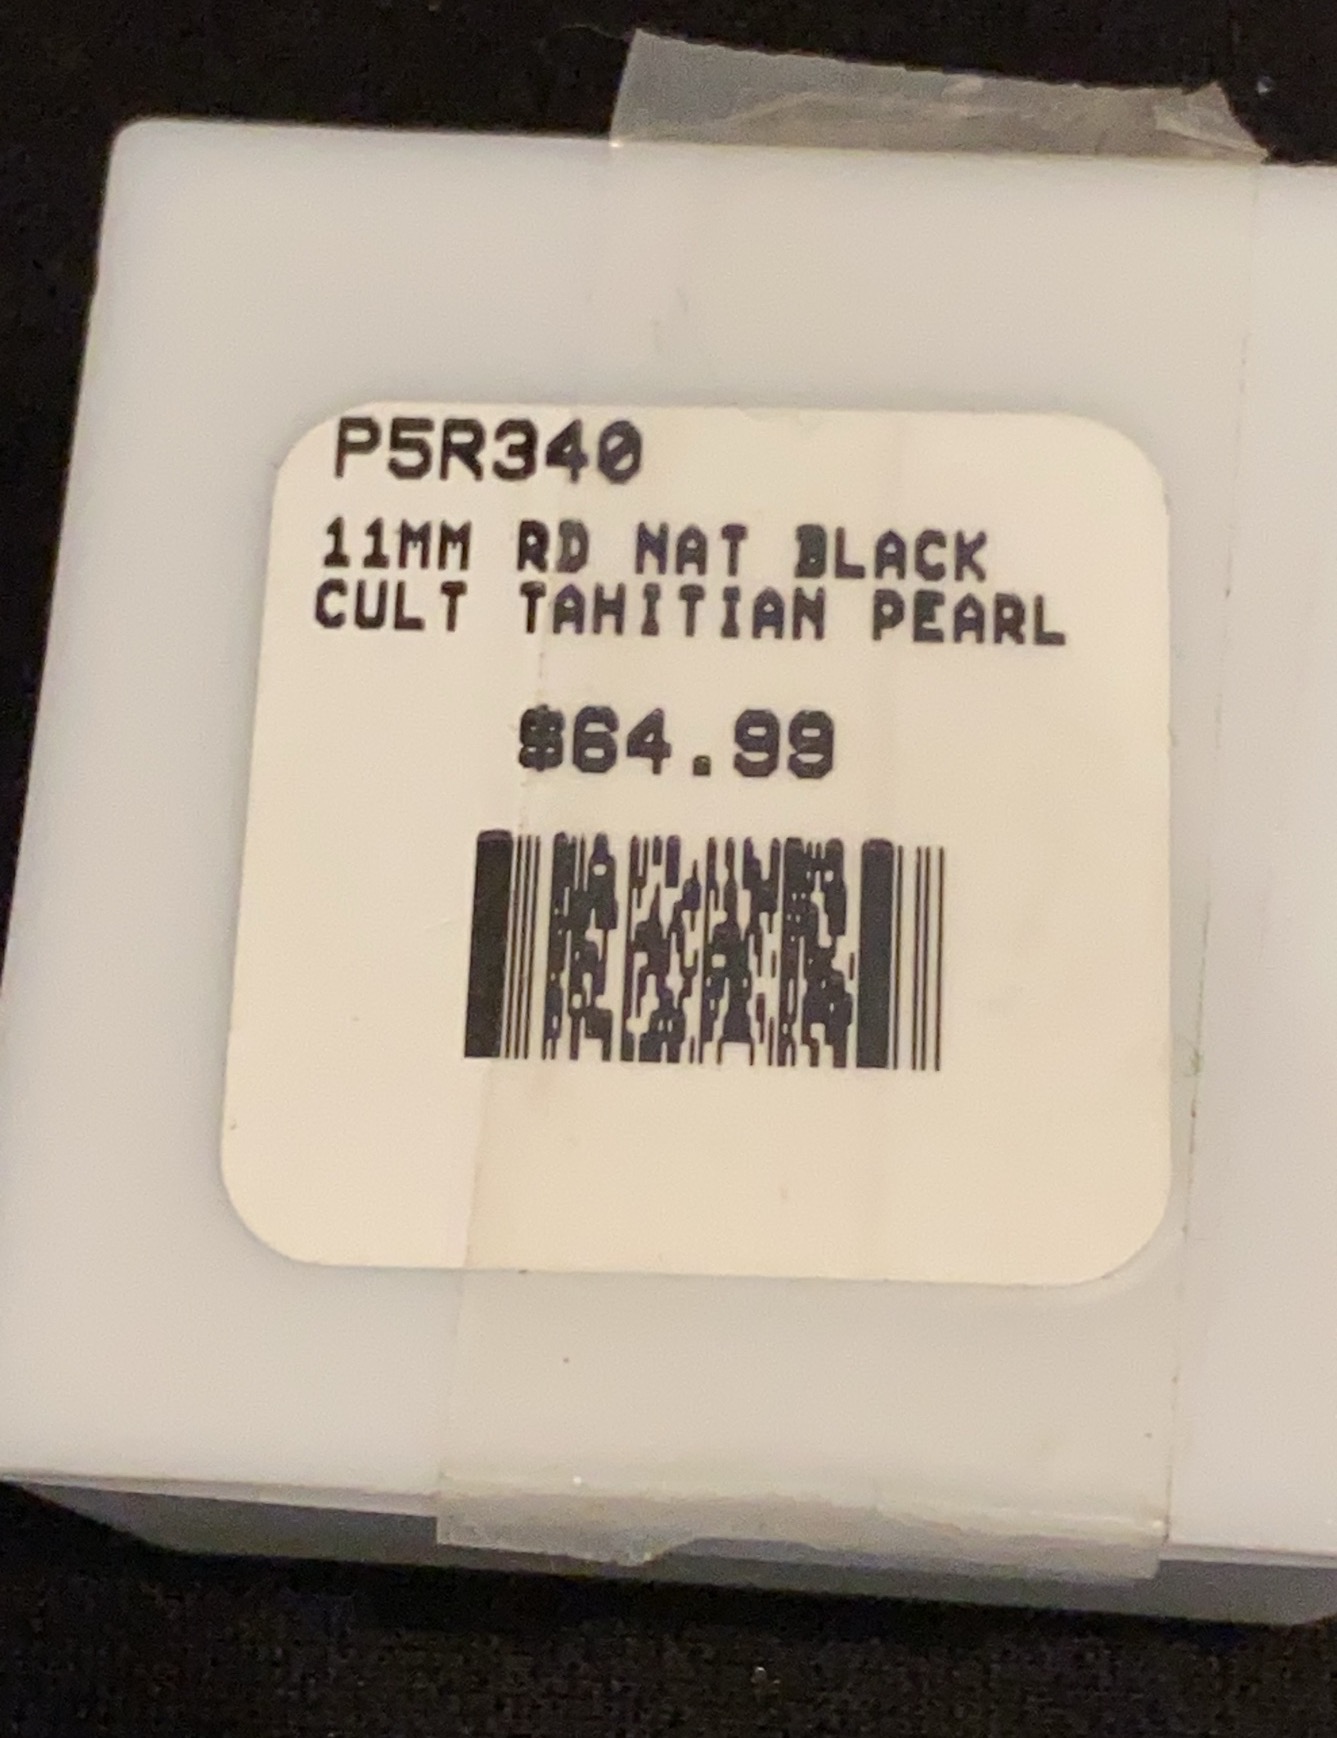 P5R340
11MM RD NAT BLACK
CULT TAHITIAN PEARL
$64.99